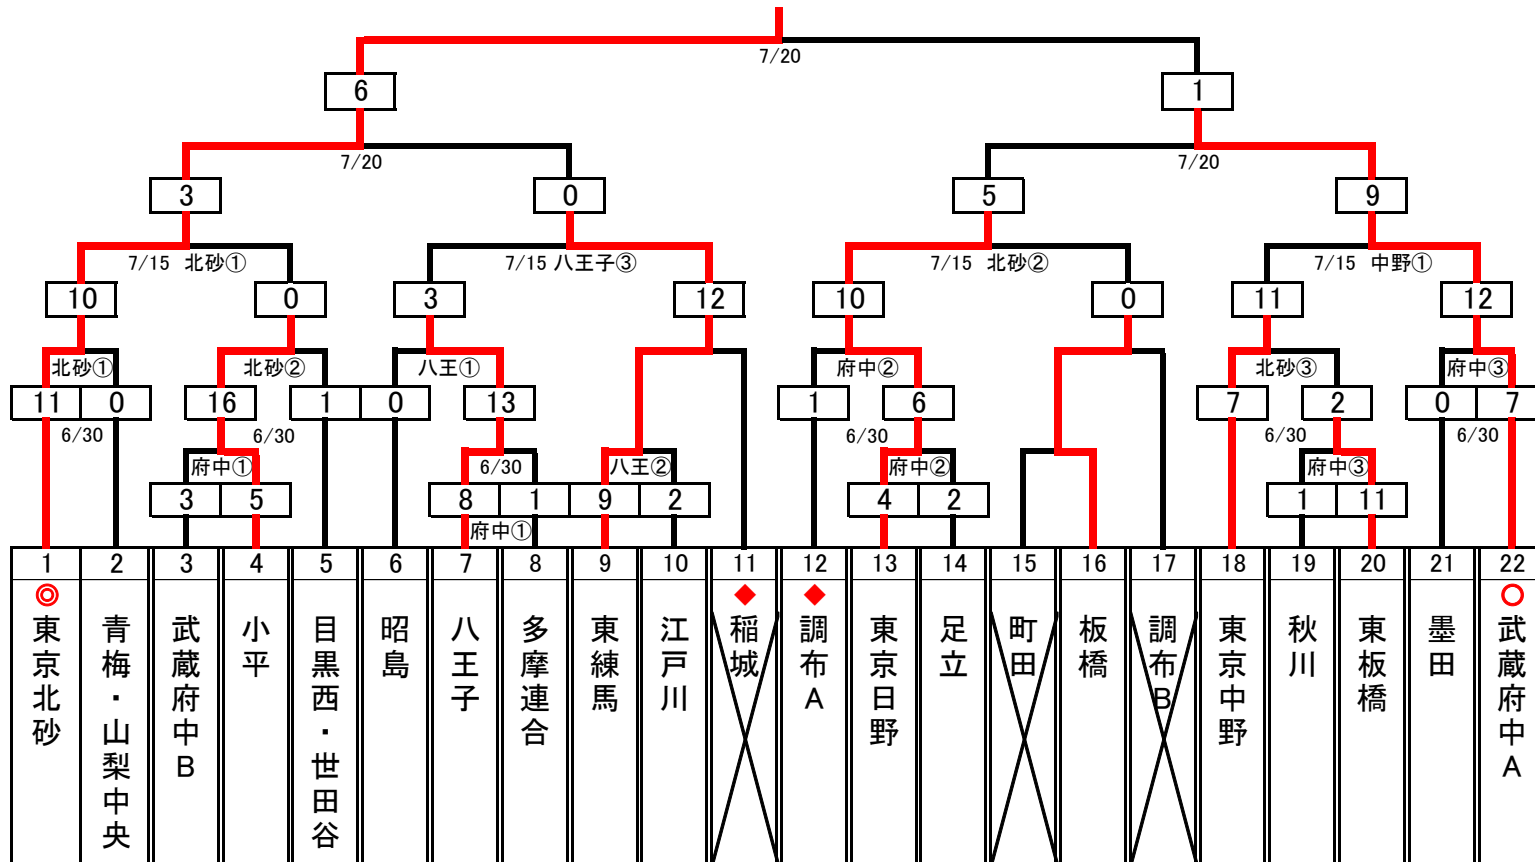 7/20
6 1
7/20 7/20
3 0 5 9
7/15 北砂① 7/15 八王子③ 7/15 北砂② 7/15 中野①
10 0 3 12 10 0 11 12
北砂① 北砂② 八王① 府中② 北砂③ 府中③
11 0 16 1 0 13 1 6 7 2 0 7
6/30 6/30 6/30 6/30 6/30
府中① 6/30 八王② 府中② 府中③
3 5 8 1 9 2 4 2 1 11
府中①
1 2 3 4 5 6 7 8 9 10 11 12 13 14 15 16 17 18 19 20 21 22
◎ ◆ ◆ ○
東京北砂
青梅・山梨中央
武蔵府中B
小平
目黒西・世田谷
昭島
八王子
多摩連合
東練馬
江戸川
稲城
調布A
東京日野
足立
町田
板橋
調布B
東京中野
秋川
東板橋
墨田
武蔵府中A